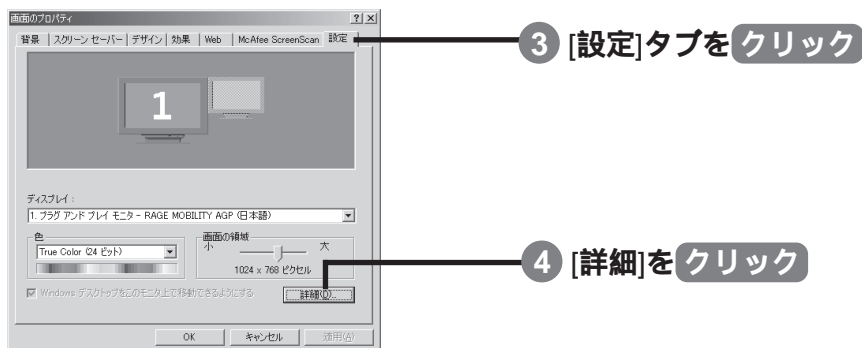 画面のプロパティ
? ×
背景 スクリーン セーバー デザイン 効果 Web McAfee ScreenScan 設定
3 [設定]タブを クリック
1
ディスプレイ :
1. プラグ アンド プレイ モニタ - RAGE MOBILITY AGP (日本語)
色
True Color (24 ビット)
画面の領域
小 大
1024 x 768 ピクセル
4 [詳細]を クリック
Windows デスクトップをこのモニタ上で移動できるようにする
詳細(D)...
OK キャンセル 適用(A)